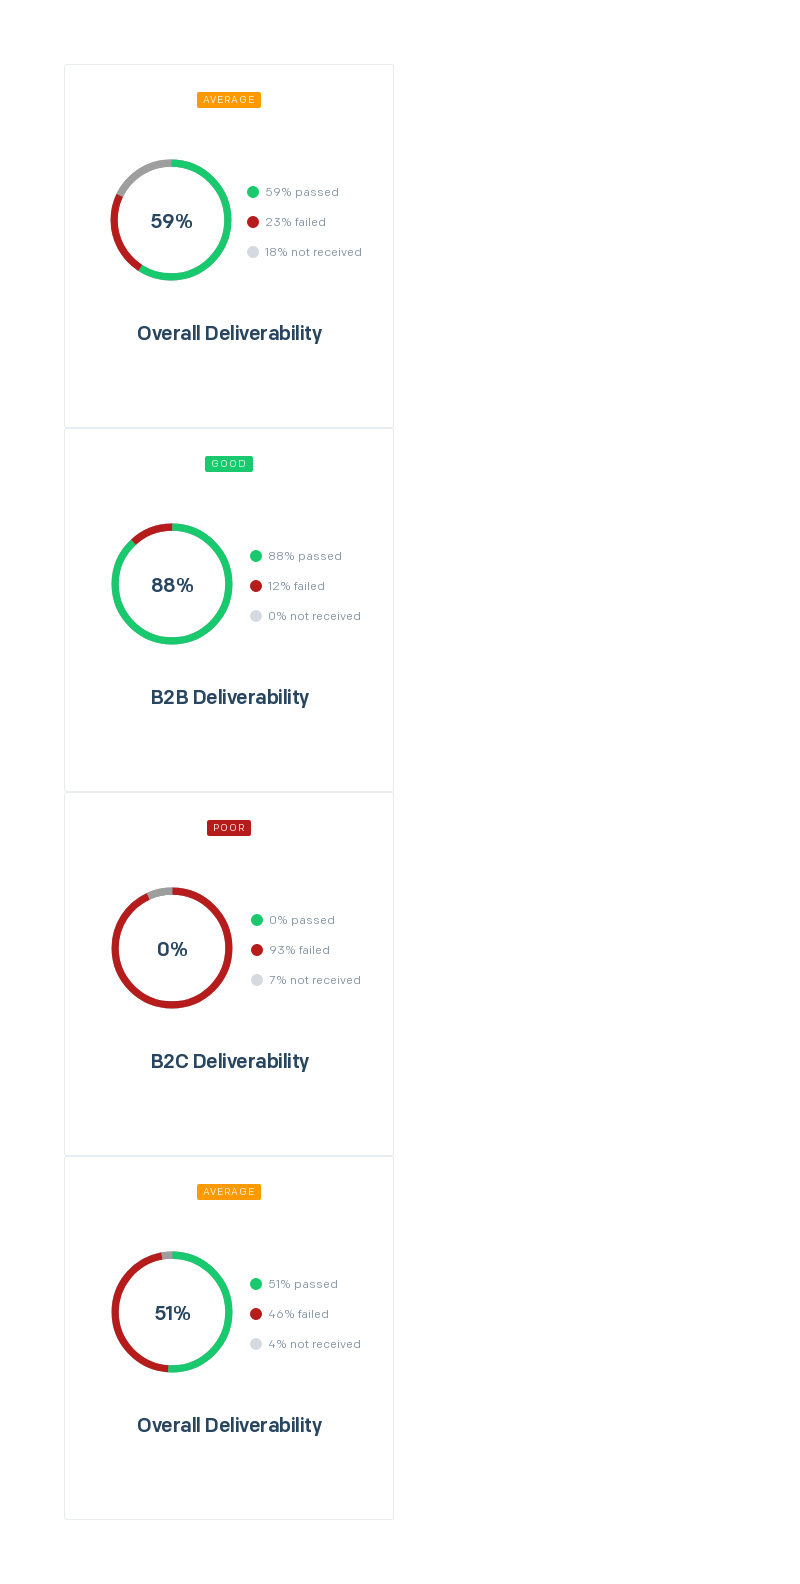 AVERAGE
59%
59% passed
23% failed
18% not received
Overall Deliverability
GOOD
88%
88% passed
12% failed
0% not received
B2B Deliverability
POOR
0%
0% passed
93% failed
7% not received
B2C Deliverability
AVERAGE
51%
51% passed
46% failed
4% not received
Overall Deliverability